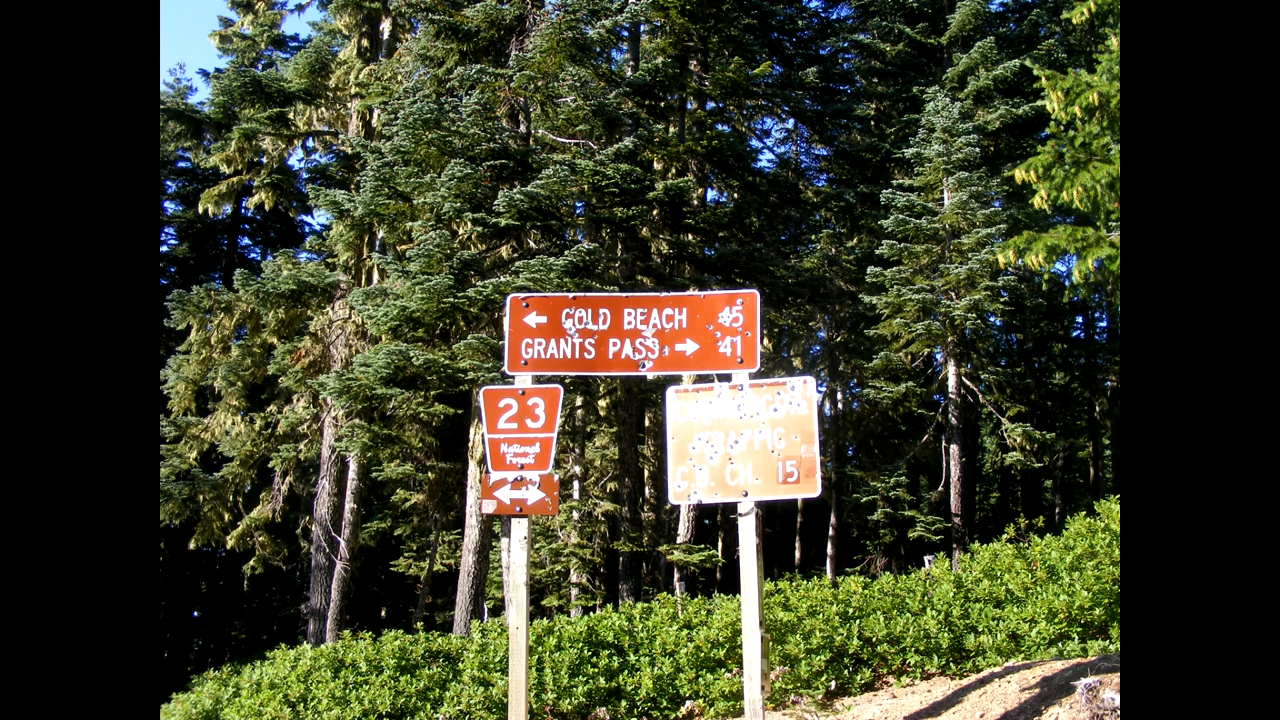 ← GOLD BEACH 45
GRANTS PASS → 41
23
National
Forest
TRAFFIC
C.B. CH. 15